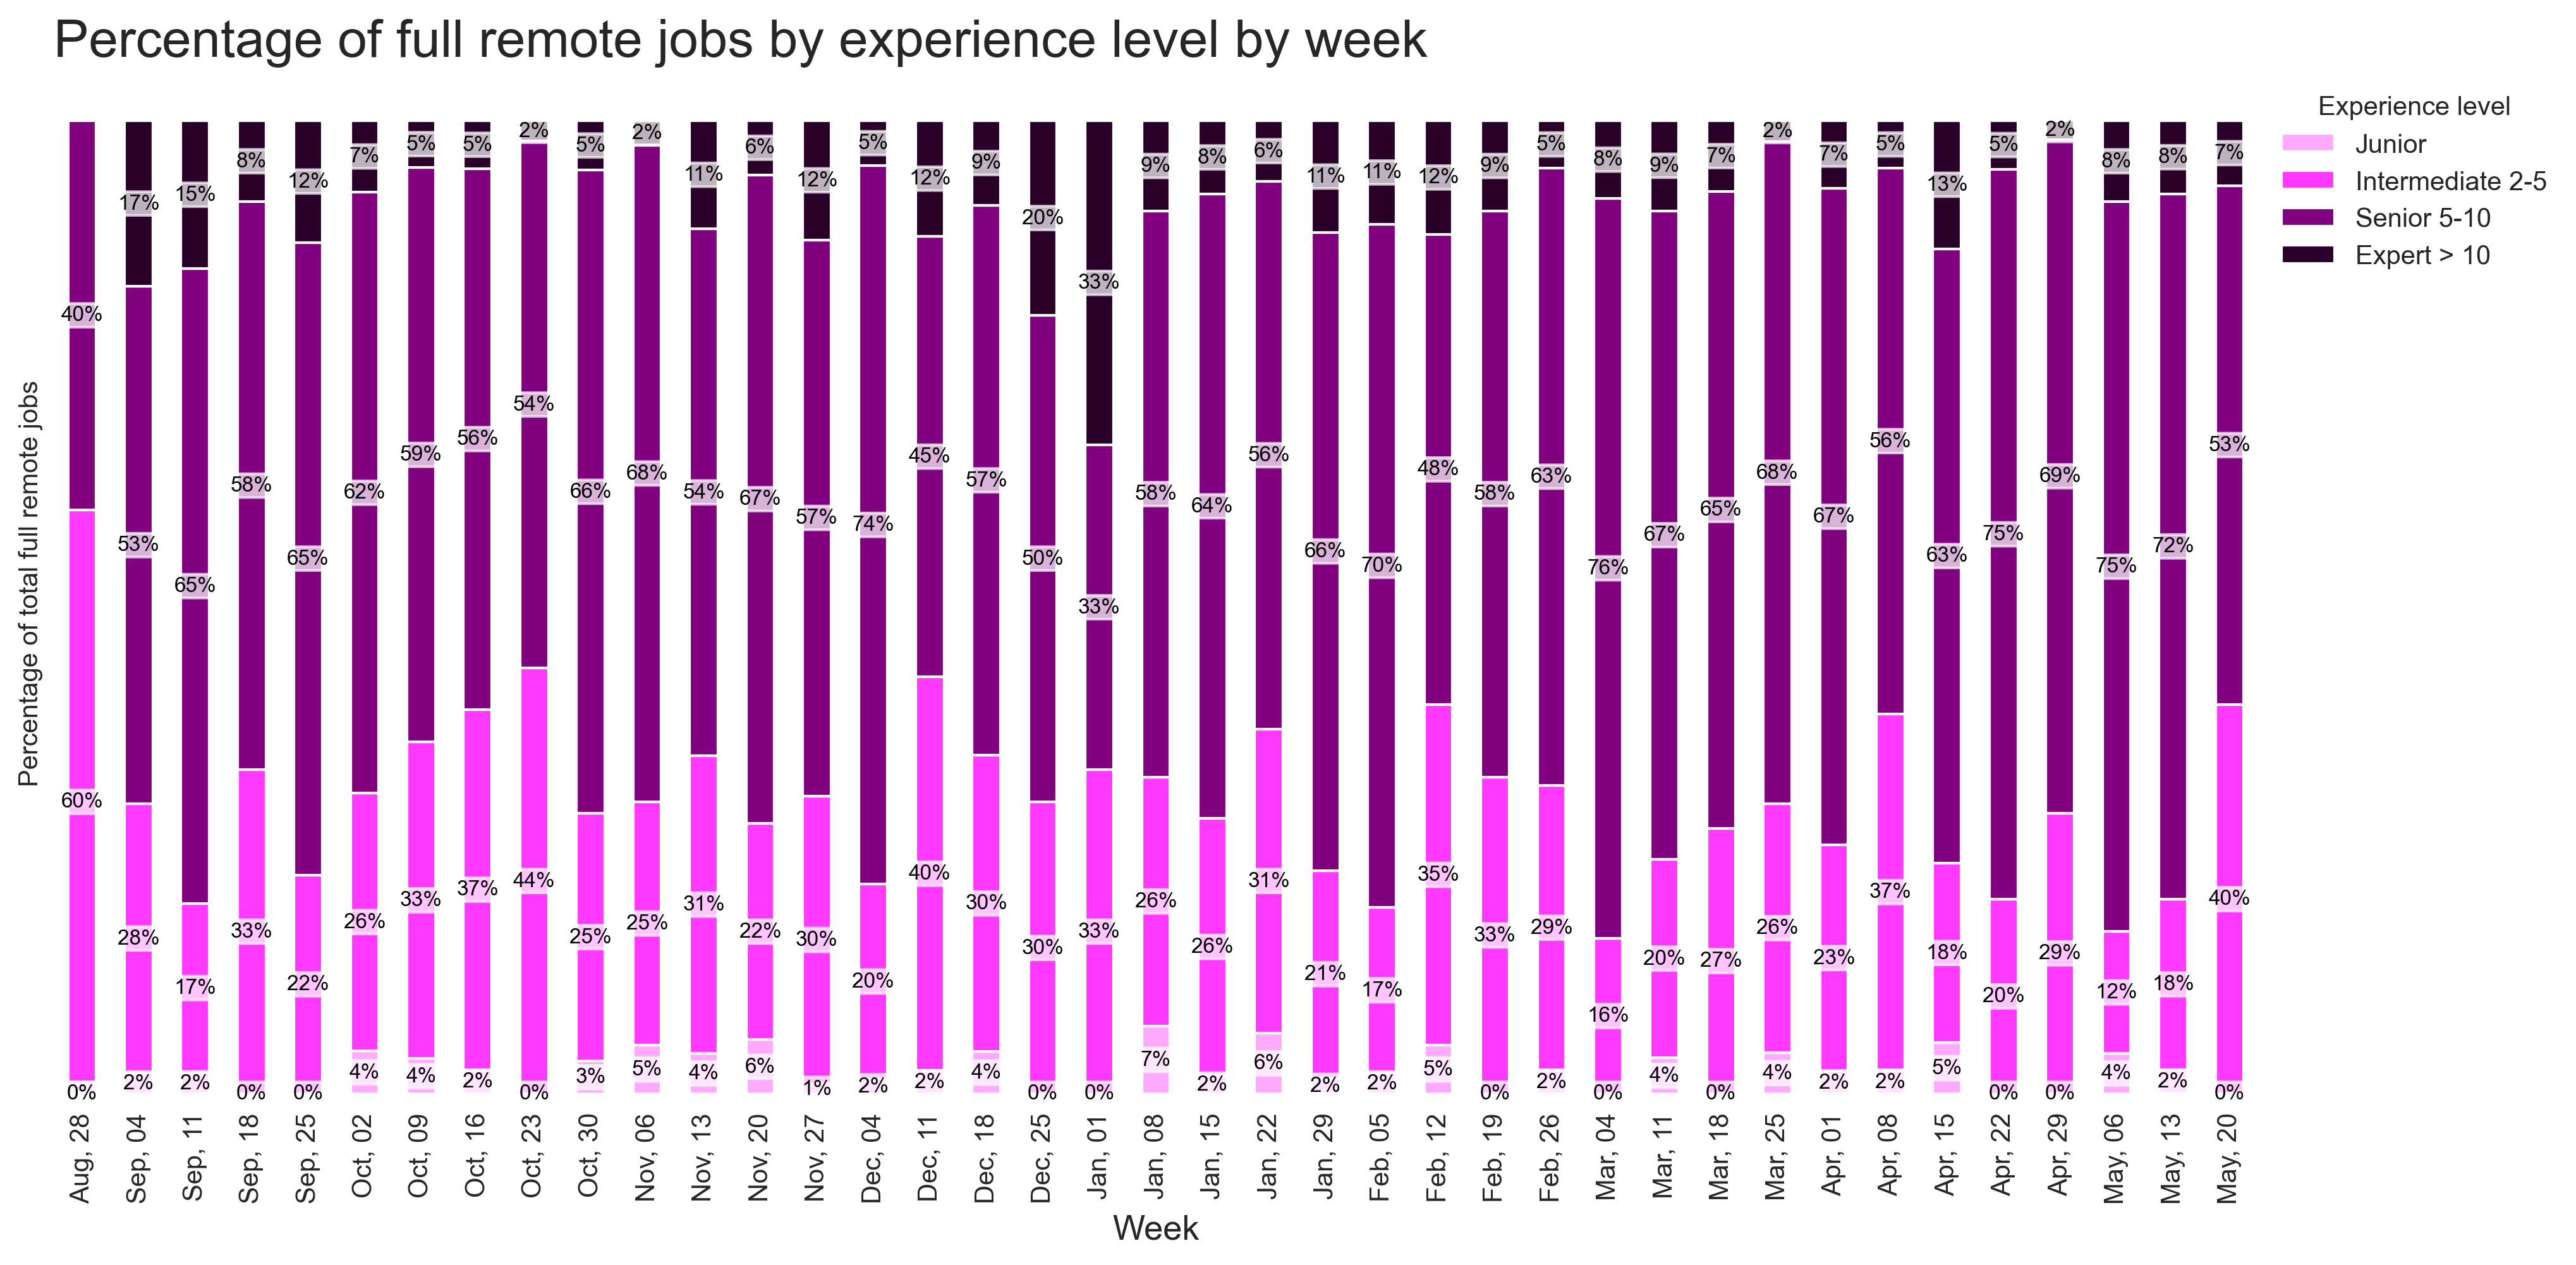 Percentage of full remote jobs by experience level by week
Experience level
Junior
Intermediate 2-5
Senior 5-10
Expert > 10
Percentage of total full remote jobs
40% 60% 0%
17% 53% 28% 2%
15% 65% 17% 2%
8% 58% 33% 0%
12% 65% 22% 0%
7% 62% 26% 4%
5% 59% 33% 4%
5% 56% 37% 2%
2% 54% 44% 0%
5% 66% 25% 3%
2% 68% 25% 5%
11% 54% 31% 4%
6% 67% 22% 6%
12% 57% 30% 1%
5% 74% 20% 2%
12% 45% 40% 2%
9% 57% 30% 4%
20% 50% 30% 0%
33% 33% 33% 0%
9% 58% 26% 7%
8% 64% 26% 2%
6% 56% 31% 6%
11% 66% 21% 2%
11% 70% 17% 2%
12% 48% 35% 5%
9% 58% 33% 0%
5% 63% 29% 2%
8% 76% 16% 0%
9% 67% 20% 4%
7% 65% 27% 0%
2% 68% 26% 4%
7% 67% 23% 2%
5% 56% 37% 2%
13% 63% 18% 5%
5% 75% 20% 0%
2% 69% 29% 0%
8% 75% 12% 4%
8% 72% 18% 2%
7% 53% 40% 0%
Aug, 28
Sep, 04
Sep, 11
Sep, 18
Sep, 25
Oct, 02
Oct, 09
Oct, 16
Oct, 23
Oct, 30
Nov, 06
Nov, 13
Nov, 20
Nov, 27
Dec, 04
Dec, 11
Dec, 18
Dec, 25
Jan, 01
Jan, 08
Jan, 15
Jan, 22
Jan, 29
Feb, 05
Feb, 12
Feb, 19
Feb, 26
Mar, 04
Mar, 11
Mar, 18
Mar, 25
Apr, 01
Apr, 08
Apr, 15
Apr, 22
Apr, 29
May, 06
May, 13
May, 20
Week